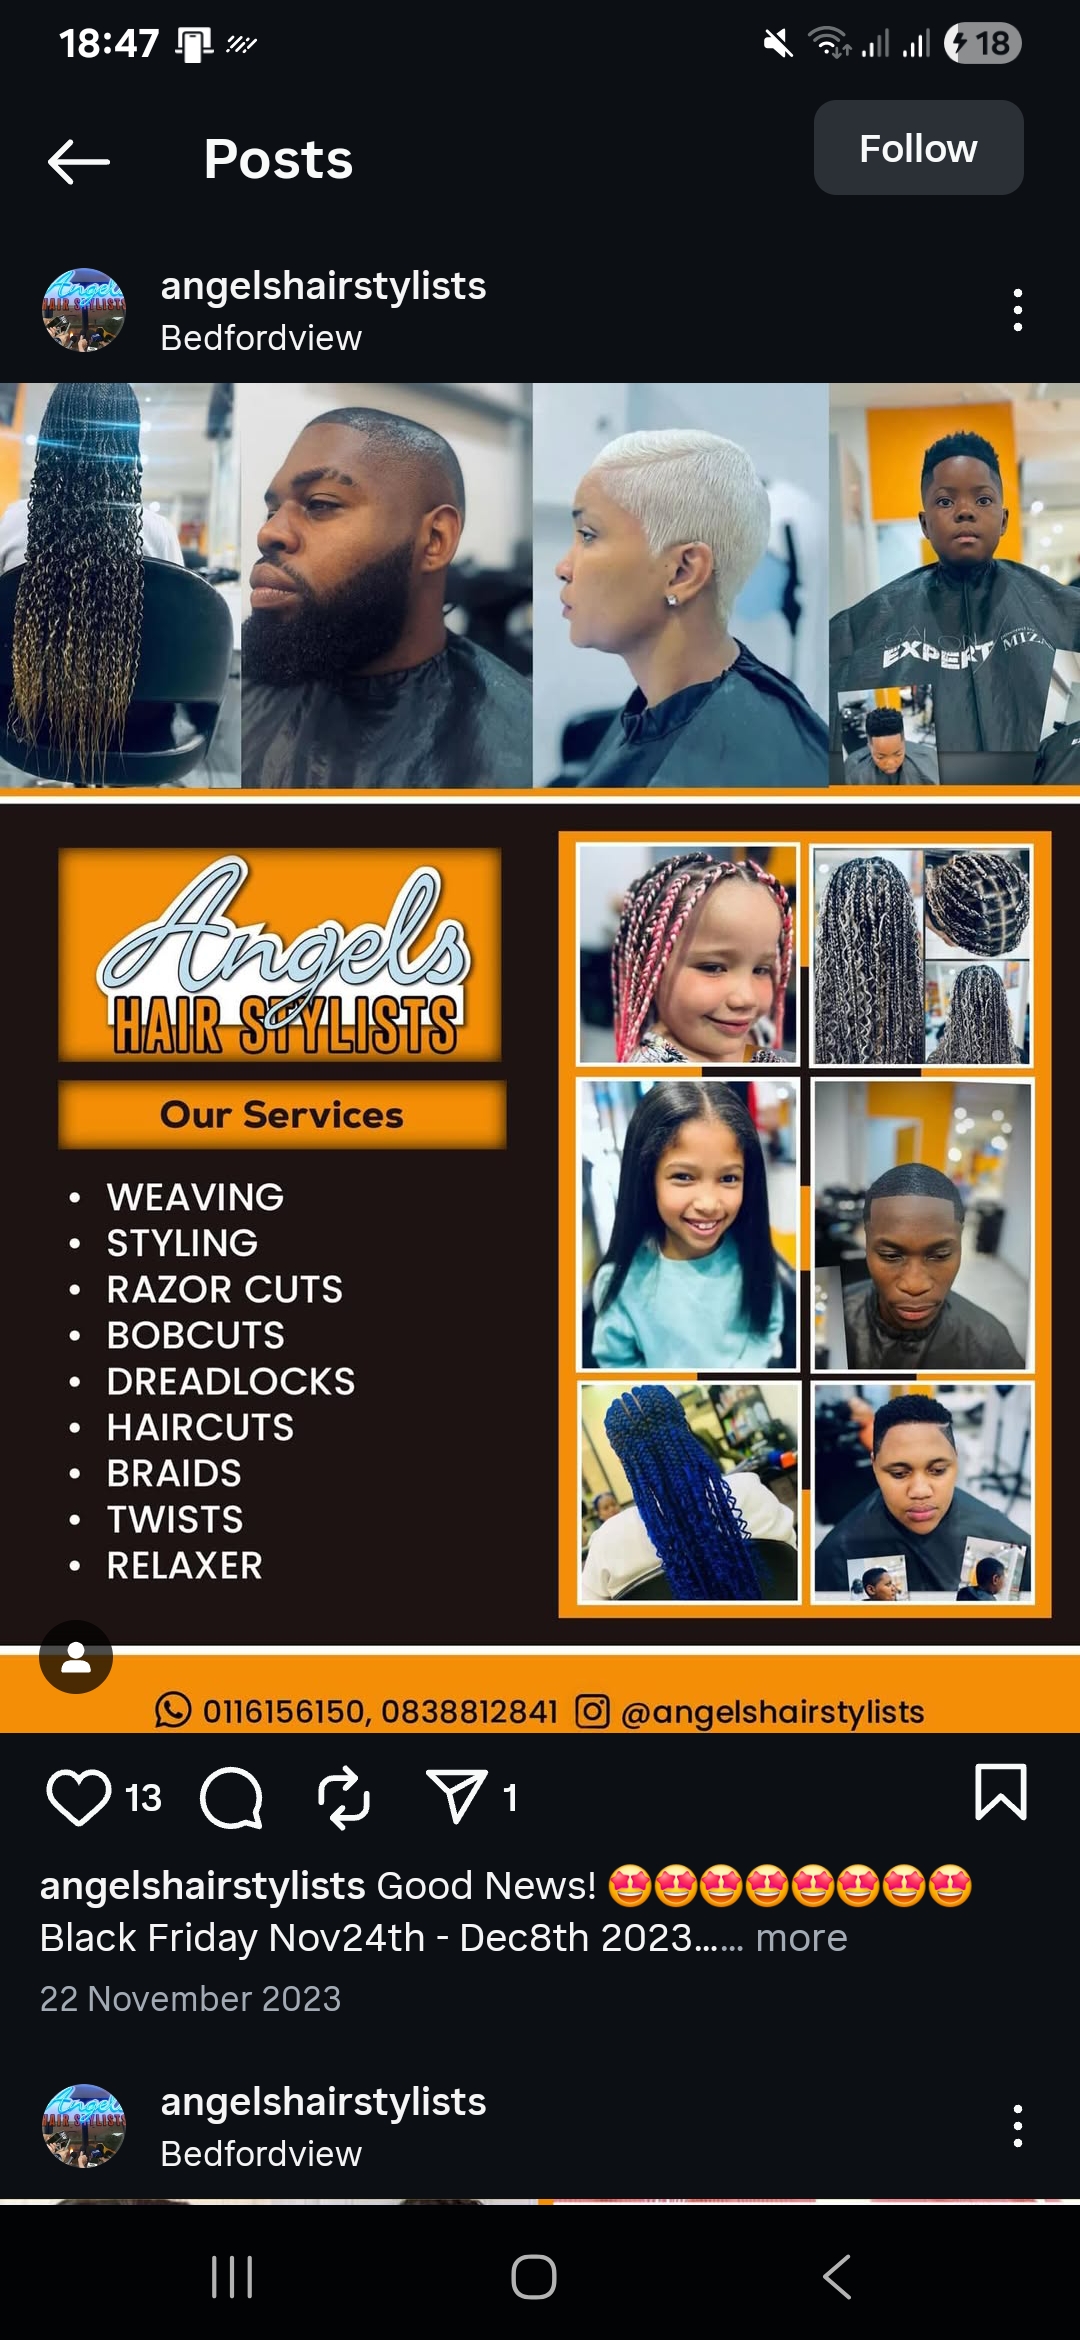 18:47
18
Posts
Follow
angelshairstylists
Bedfordview
EXPERT
MIZ
Angels
HAIR STYLISTS
Our Services
• WEAVING
• STYLING
• RAZOR CUTS
• BOBCUTS
• DREADLOCKS
• HAIRCUTS
• BRAIDS
• TWISTS
• RELAXER
0116156150, 0838812841 @angelshairstylists
13
1
angelshairstylists Good News! 🤩🤩🤩🤩🤩🤩🤩🤩
Black Friday Nov24th - Dec8th 2023...... more
22 November 2023
angelshairstylists
Bedfordview